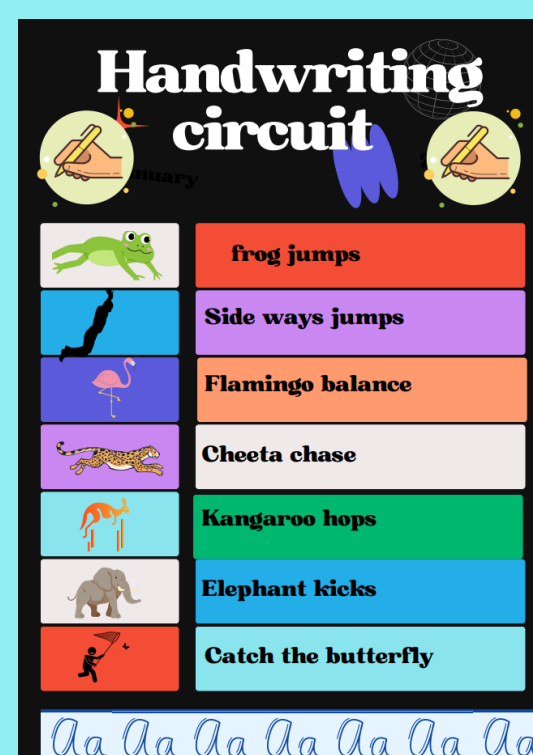 Handwriting
circuit
nuary
frog jumps
Side ways jumps
Flamingo balance
Cheeta chase
Kangaroo hops
Elephant kicks
Catch the butterfly
Aa Aa Aa Aa Aa Aa Aa